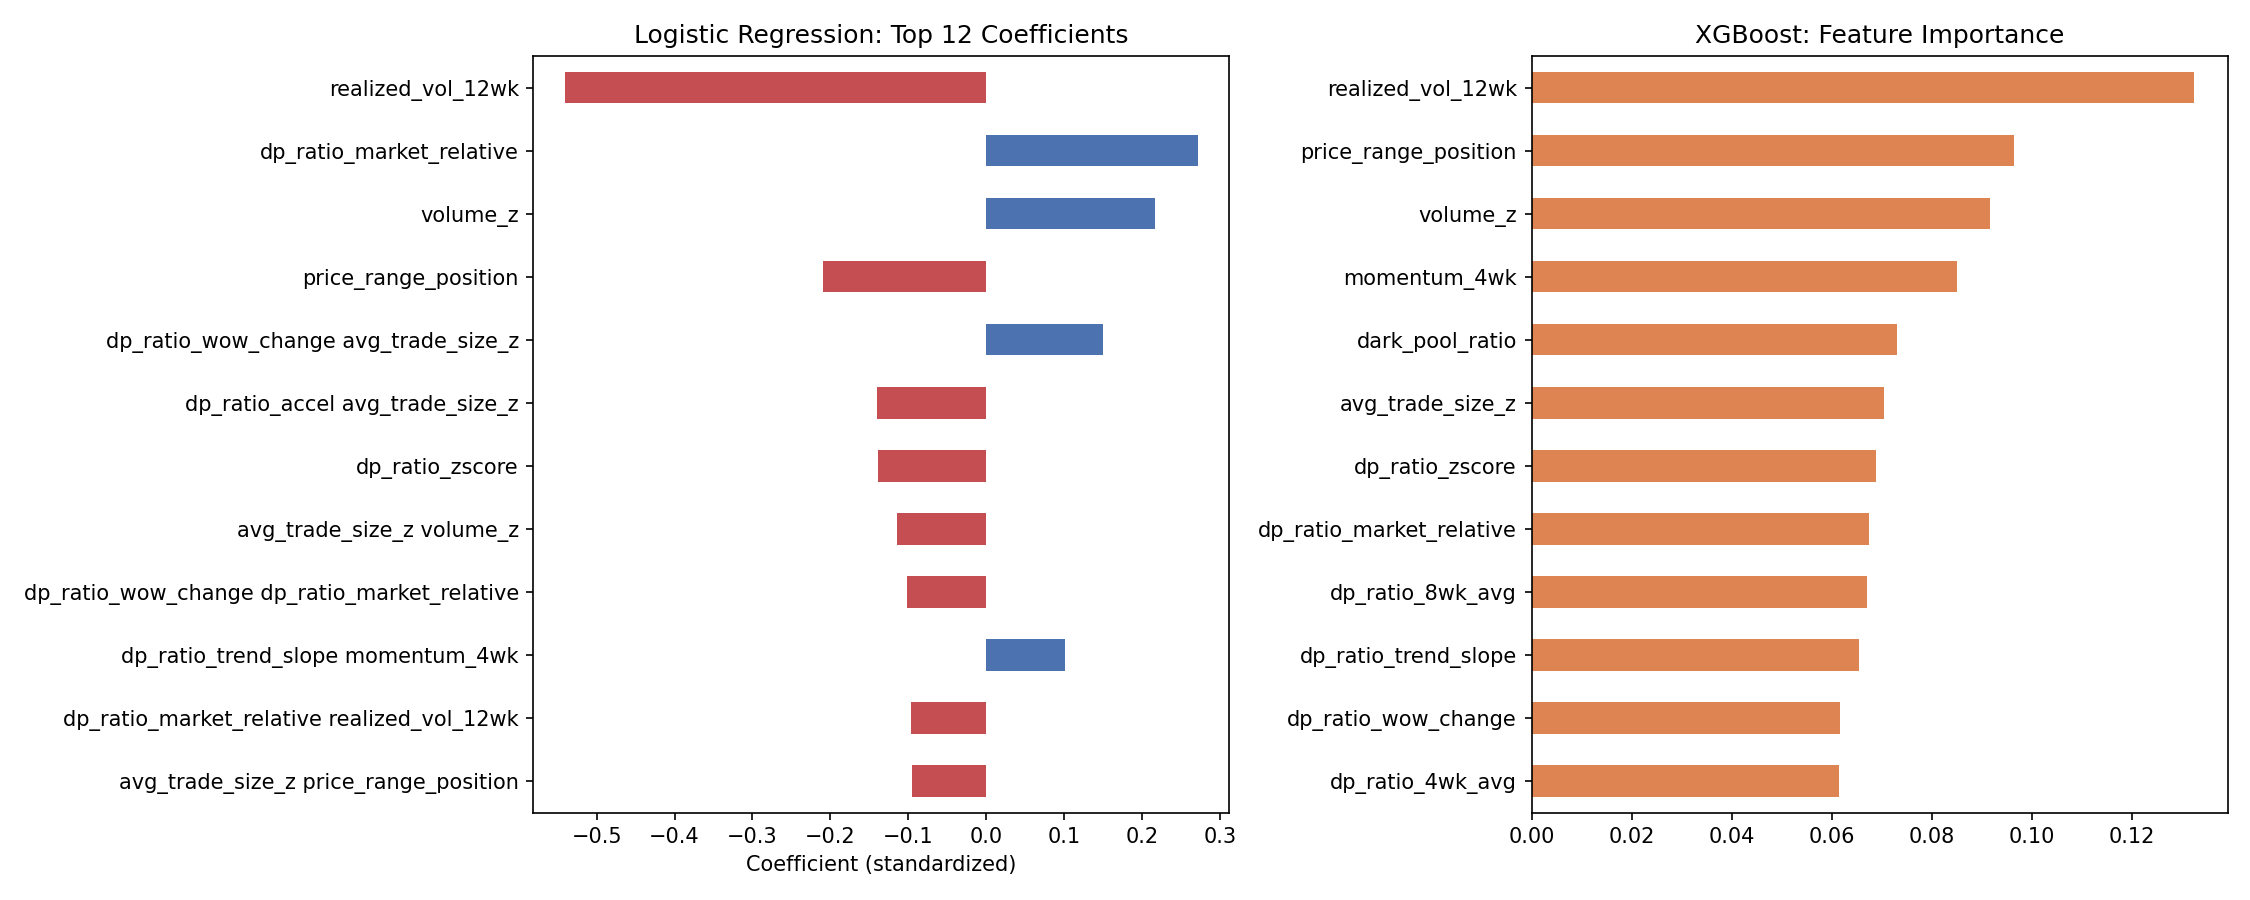 Logistic Regression: Top 12 Coefficients
realized_vol_12wk
dp_ratio_market_relative
volume_z
price_range_position
dp_ratio_wow_change avg_trade_size_z
dp_ratio_accel avg_trade_size_z
dp_ratio_zscore
avg_trade_size_z volume_z
dp_ratio_wow_change dp_ratio_market_relative
dp_ratio_trend_slope momentum_4wk
dp_ratio_market_relative realized_vol_12wk
avg_trade_size_z price_range_position
−0.5 −0.4 −0.3 −0.2 −0.1 0.0 0.1 0.2 0.3
Coefficient (standardized)
XGBoost: Feature Importance
realized_vol_12wk
price_range_position
volume_z
momentum_4wk
dark_pool_ratio
avg_trade_size_z
dp_ratio_zscore
dp_ratio_market_relative
dp_ratio_8wk_avg
dp_ratio_trend_slope
dp_ratio_wow_change
dp_ratio_4wk_avg
0.00 0.02 0.04 0.06 0.08 0.10 0.12